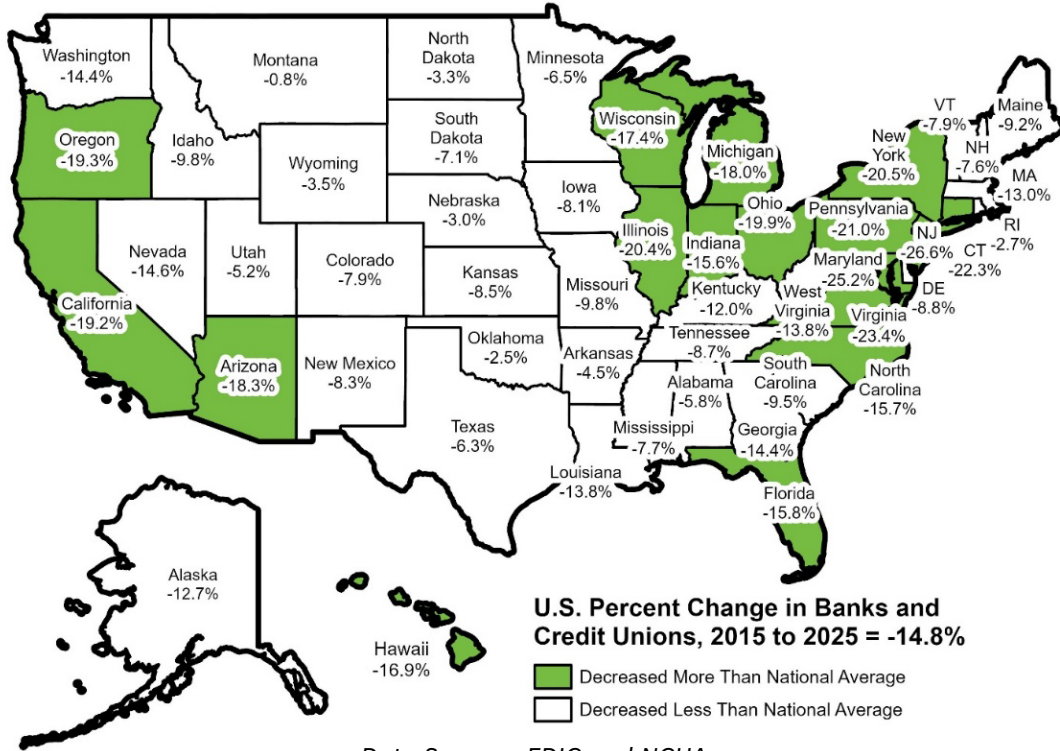 Washington
-14.4%
Montana
-0.8%
North
Dakota
-3.3%
Minnesota
-6.5%
Oregon
-19.3%
Idaho
-9.8%
Wyoming
-3.5%
South
Dakota
-7.1%
Wisconsin
-17.4%
Michigan
-18.0%
VT
-7.9%
Maine
-9.2%
NH
-7.6%
New
York
-20.5%
MA
-13.0%
Nebraska
-3.0%
Iowa
-8.1%
Illinois
-20.4%
Indiana
-15.6%
Ohio
-19.9%
Pennsylvania
-21.0%
NJ
-26.6%
RI
-2.7%
CT
-22.3%
Nevada
-14.6%
Utah
-5.2%
Colorado
-7.9%
Kansas
-8.5%
Missouri
-9.8%
Kentucky
-12.0%
West
Virginia
-13.8%
Maryland
-25.2%
DE
-8.8%
Virginia
-23.4%
California
-19.2%
Arizona
-18.3%
New Mexico
-8.3%
Oklahoma
-2.5%
Arkansas
-4.5%
Tennessee
-8.7%
South
Carolina
-9.5%
North
Carolina
-15.7%
Texas
-6.3%
Louisiana
-13.8%
Mississippi
-7.7%
Alabama
-5.8%
Georgia
-14.4%
Florida
-15.8%
Alaska
-12.7%
Hawaii
-16.9%
U.S. Percent Change in Banks and
Credit Unions, 2015 to 2025 = -14.8%
Decreased More Than National Average
Decreased Less Than National Average